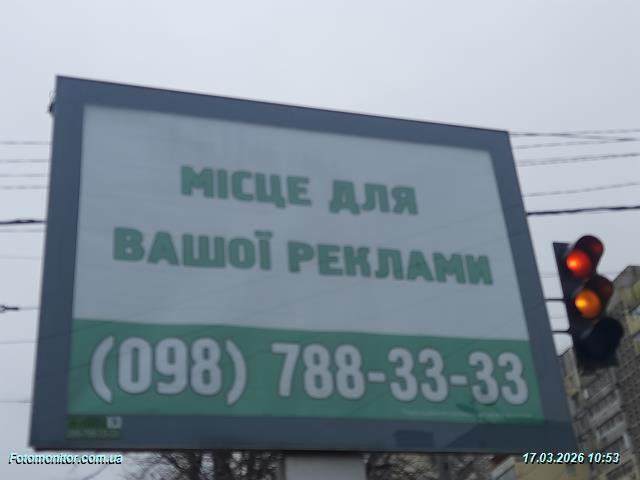 МІСЦЕ ДЛЯ
ВАШОЇ РЕКЛАМИ
(098) 788-33-33
Fotomonitor.com.ua
17.03.2026 10:53